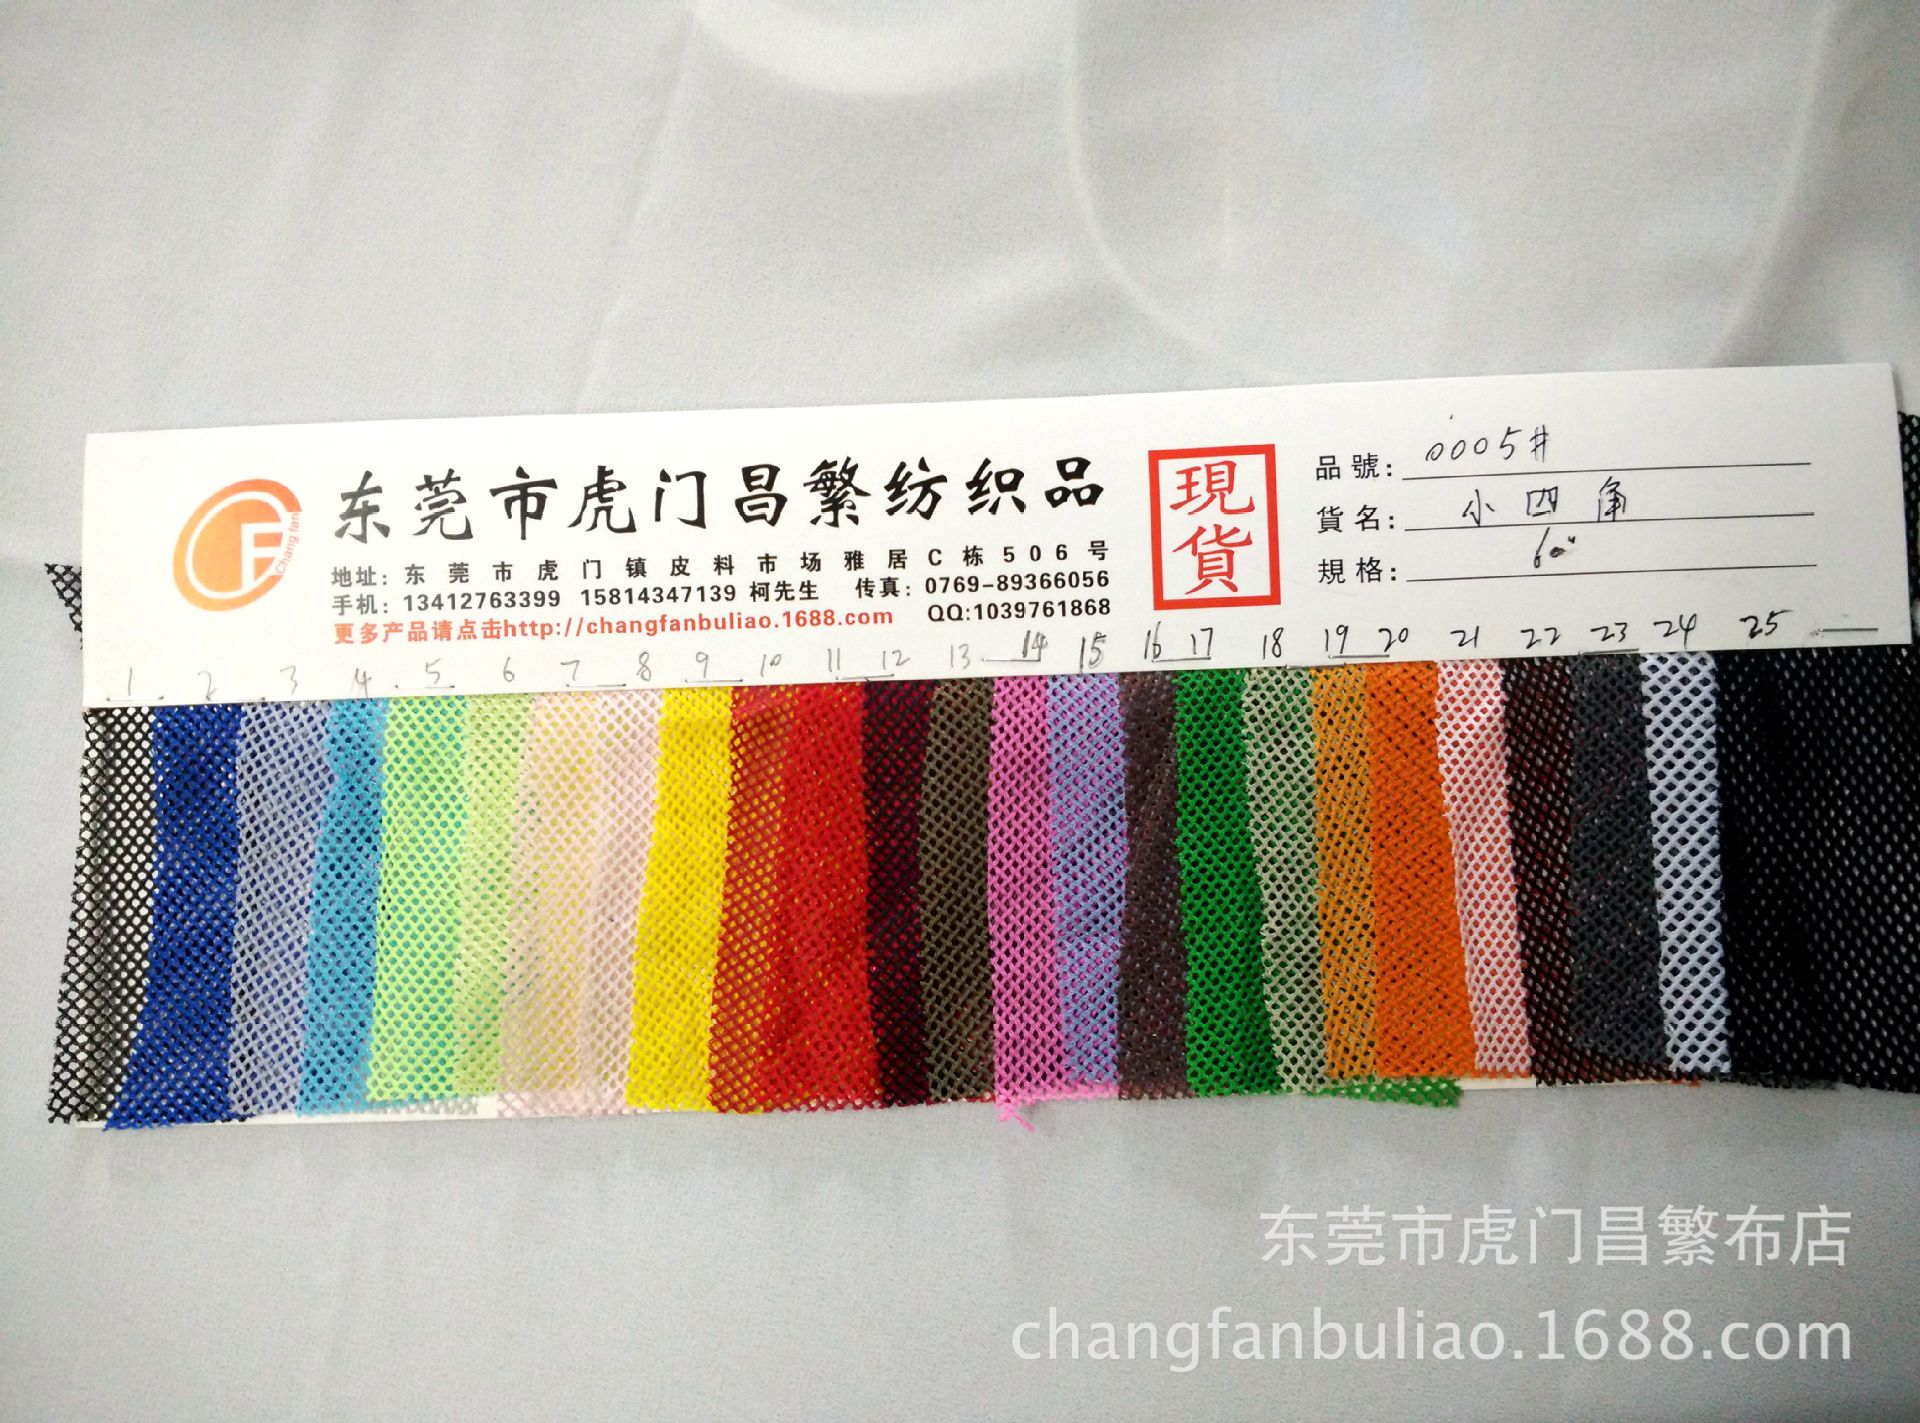 东莞市虎门昌繁纺织品
CF
Chang fan
地址：东莞市虎门镇皮料市场雅居C栋506号
手机：13412763399 15814347139 柯先生 传真：0769-89366056
更多产品请点击http://changfanbuliao.1688.com QQ:1039761868
現貨
品號: 0005#
貨名: 小四角
規格: 60"
1 2 3 4 5 6 7 8 9 10 11 12 13 14 15 16 17 18 19 20 21 22 23 24 25
东莞市虎门昌繁布店
changfanbuliao.1688.com